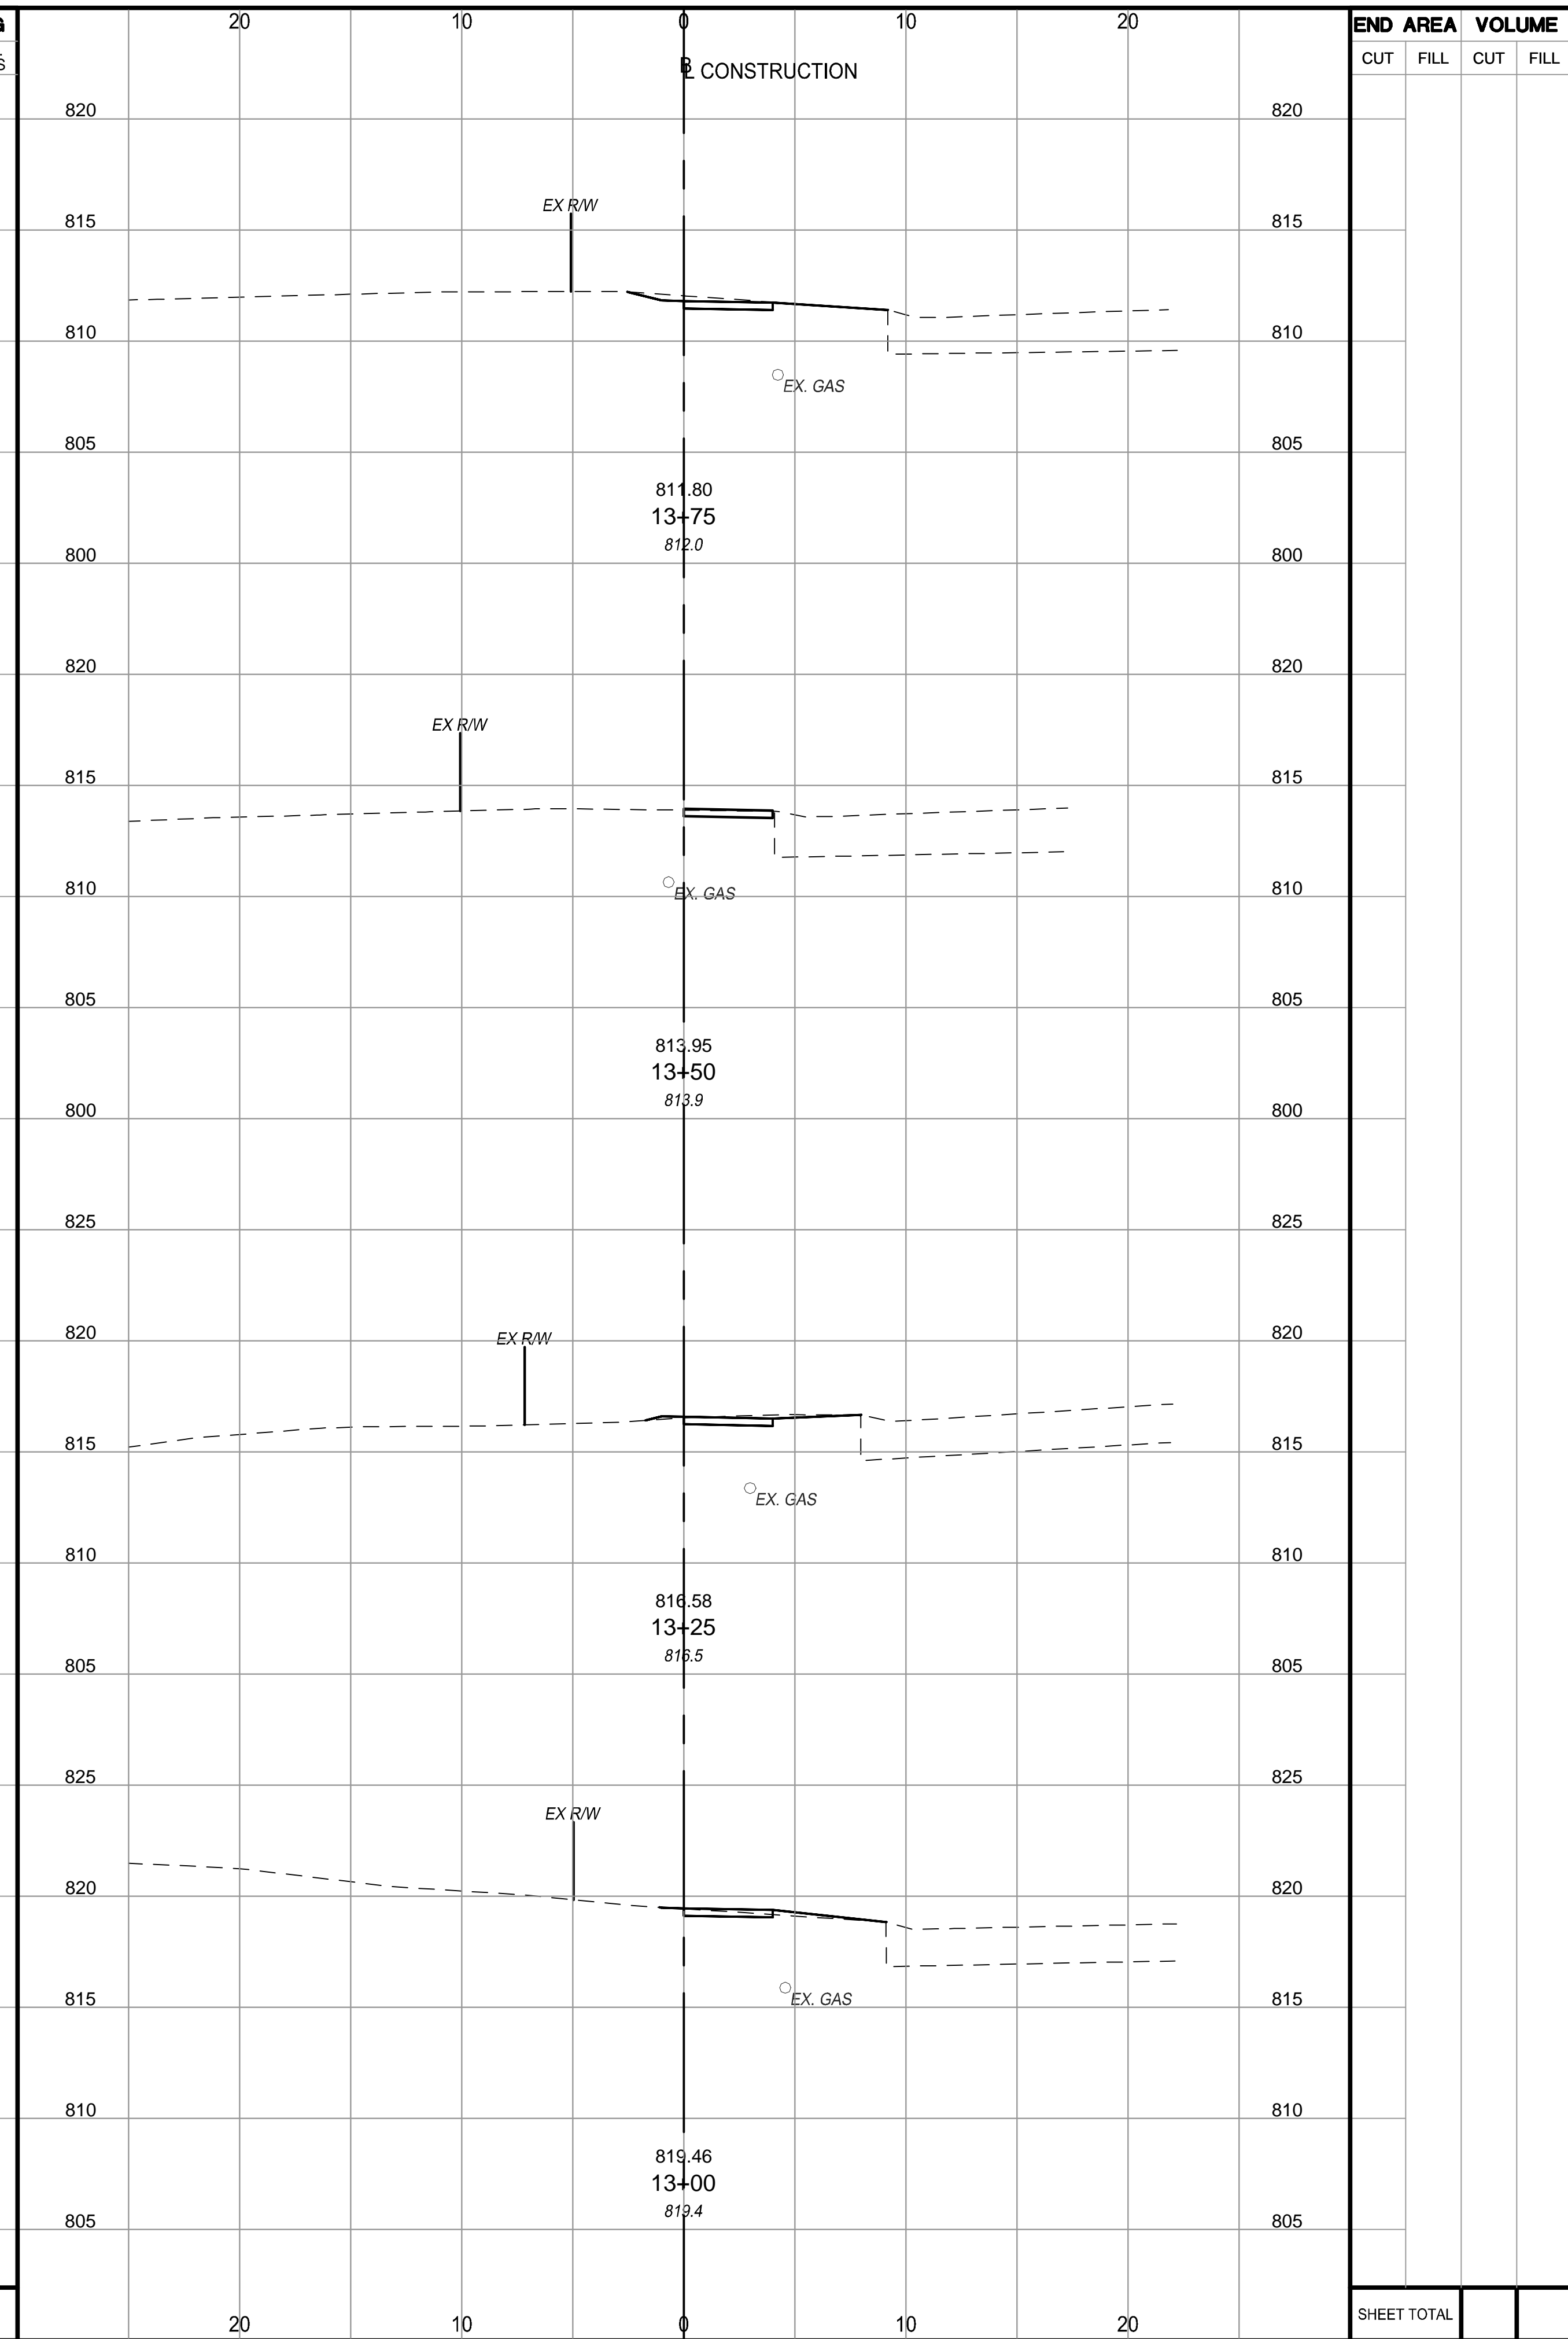 G 20 10 0 10 20 END AREA VOLUME
S CUT FILL CUT FILL
BL CONSTRUCTION
820 820
EX R/W
815 815
810 810
EX. GAS
805 805
811.80
13+75
812.0
800 800
820 820
EX R/W
815 815
810 810
EX. GAS
805 805
813.95
13+50
813.9
800 800
825 825
820 820
EX R/W
815 815
EX. GAS
810 810
816.58
13+25
816.5
805 805
825 825
EX R/W
820 820
815 815
EX. GAS
810 810
819.46
13+00
819.4
805 805
20 10 0 10 20
SHEET TOTAL